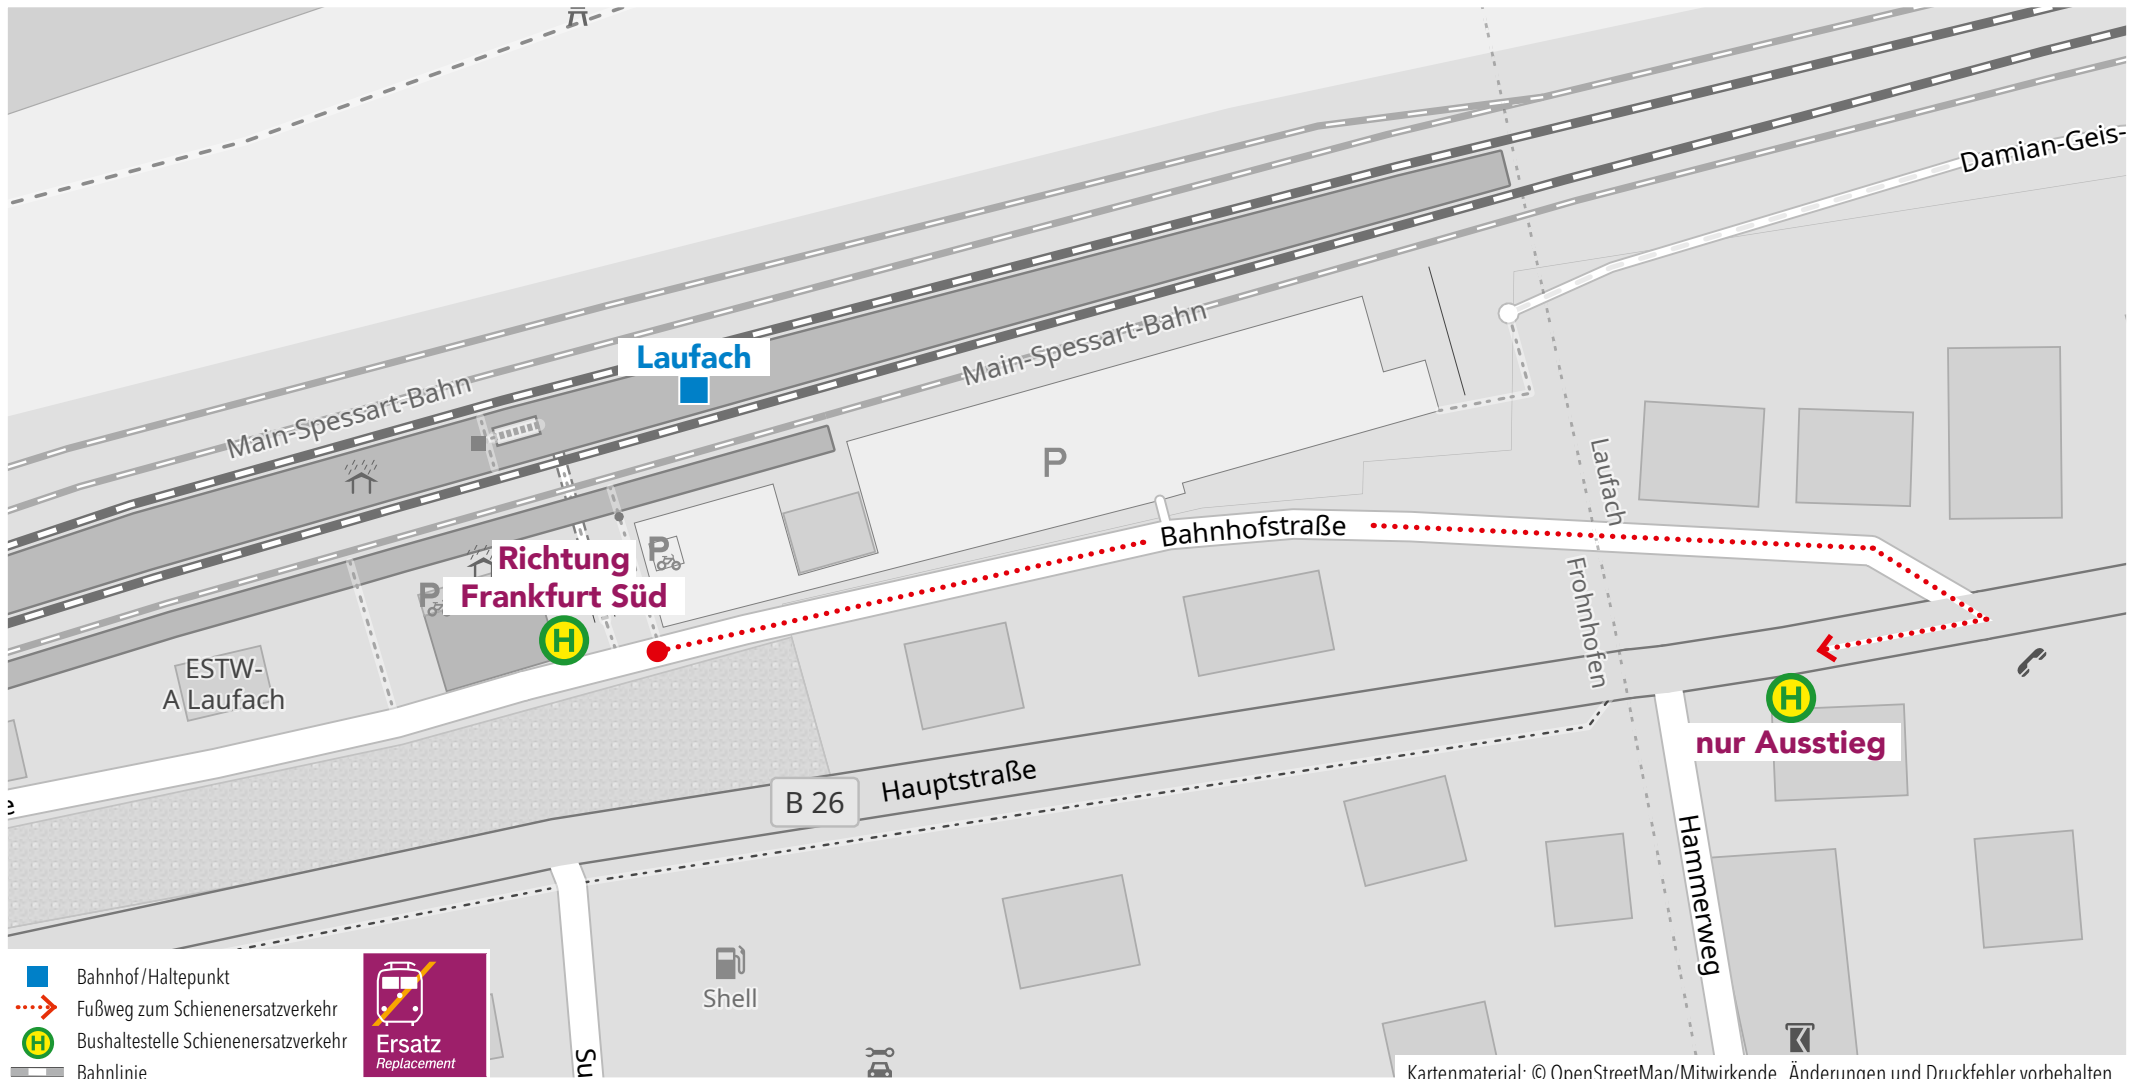 Damian-Geis-
Main-Spessart-Bahn
Laufach
Main-Spessart-Bahn
P
Laufach
Bahnhofstraße
P
P
Richtung
Frankfurt Süd
H
Frohnhofen
ESTW-
A Laufach
H
nur Ausstieg
Hauptstraße
B 26
e
Hammerweg
Shell
Su
Bahnhof/Haltepunkt
Fußweg zum Schienenersatzverkehr
H Bushaltestelle Schienenersatzverkehr
Bahnlinie
Ersatz
Replacement
Kartenmaterial: © OpenStreetMap/Mitwirkende Änderungen und Druckfehler vorbehalten